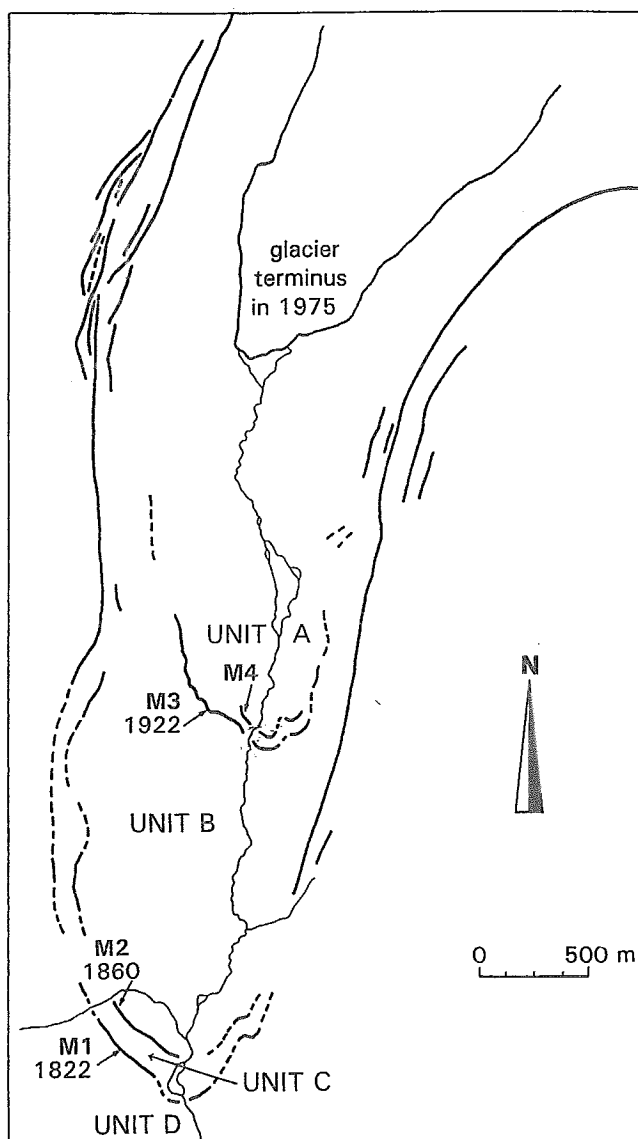 glacier
terminus
in 1975
UNIT A
M4
M3
1922
N
UNIT B
0 500 m
M2
1860
M1
1822
UNIT C
UNIT D